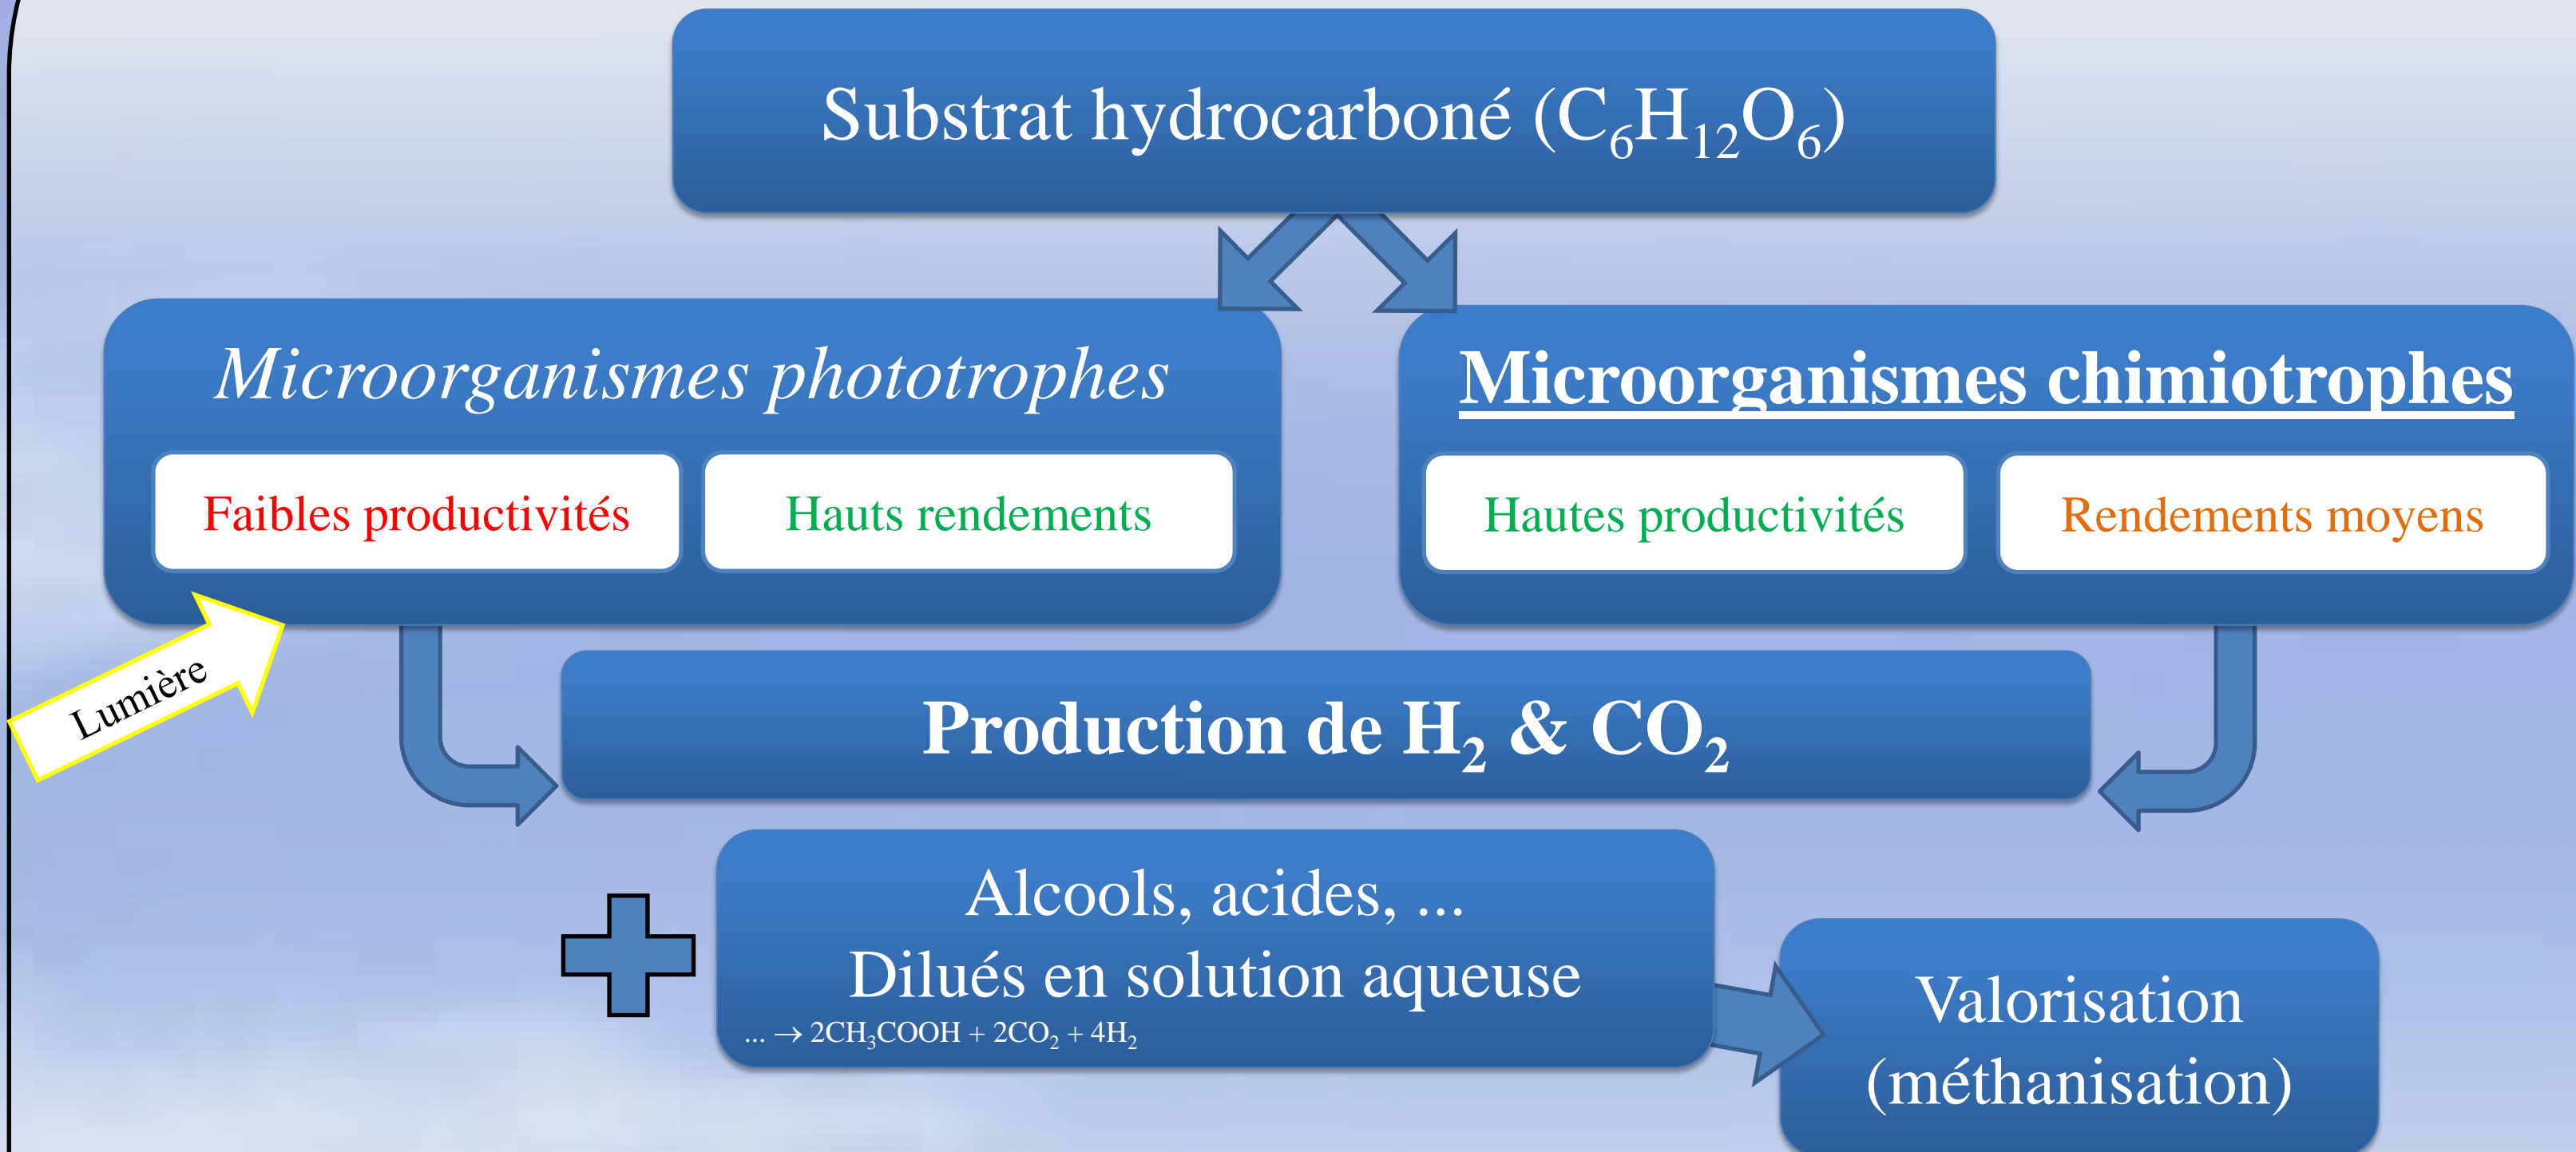 Substrat hydrocarboné (C₆H₁₂O₆)
Microorganismes phototrophes
Faibles productivités
Hauts rendements
Microorganismes chimiotrophes
Hautes productivités
Rendements moyens
Lumière
Production de H₂ & CO₂
Alcools, acides, ...
Dilués en solution aqueuse
... → 2CH₃COOH + 2CO₂ + 4H₂
Valorisation
(méthanisation)